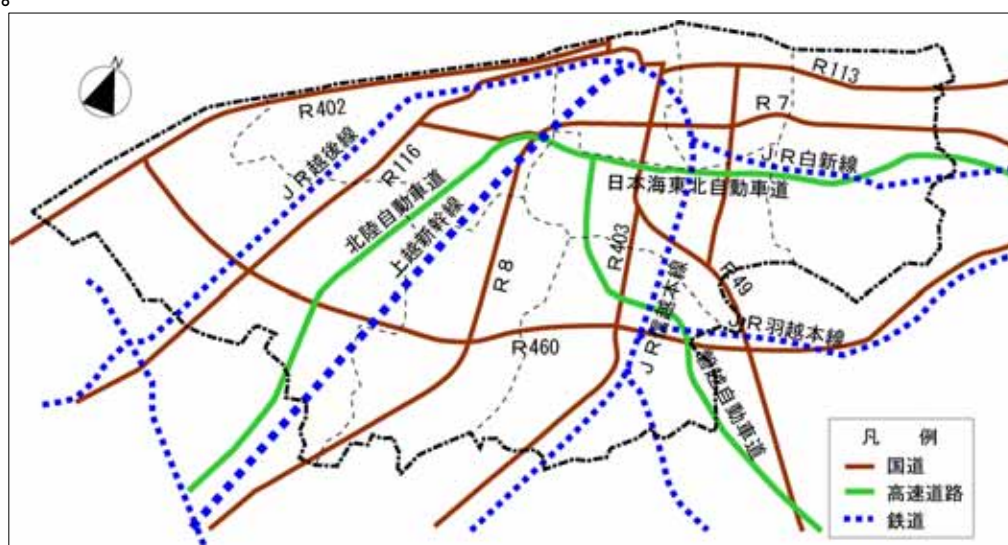 。
N
R402
JR越後線
R116
北陸自動車道
上越新幹線
R8
R113
R7
JR白新線
日本海東北自動車道
R403
R49
JR信越本線
JR羽越本線
R460
磐越自動車道
凡　例
国道
高速道路
鉄道